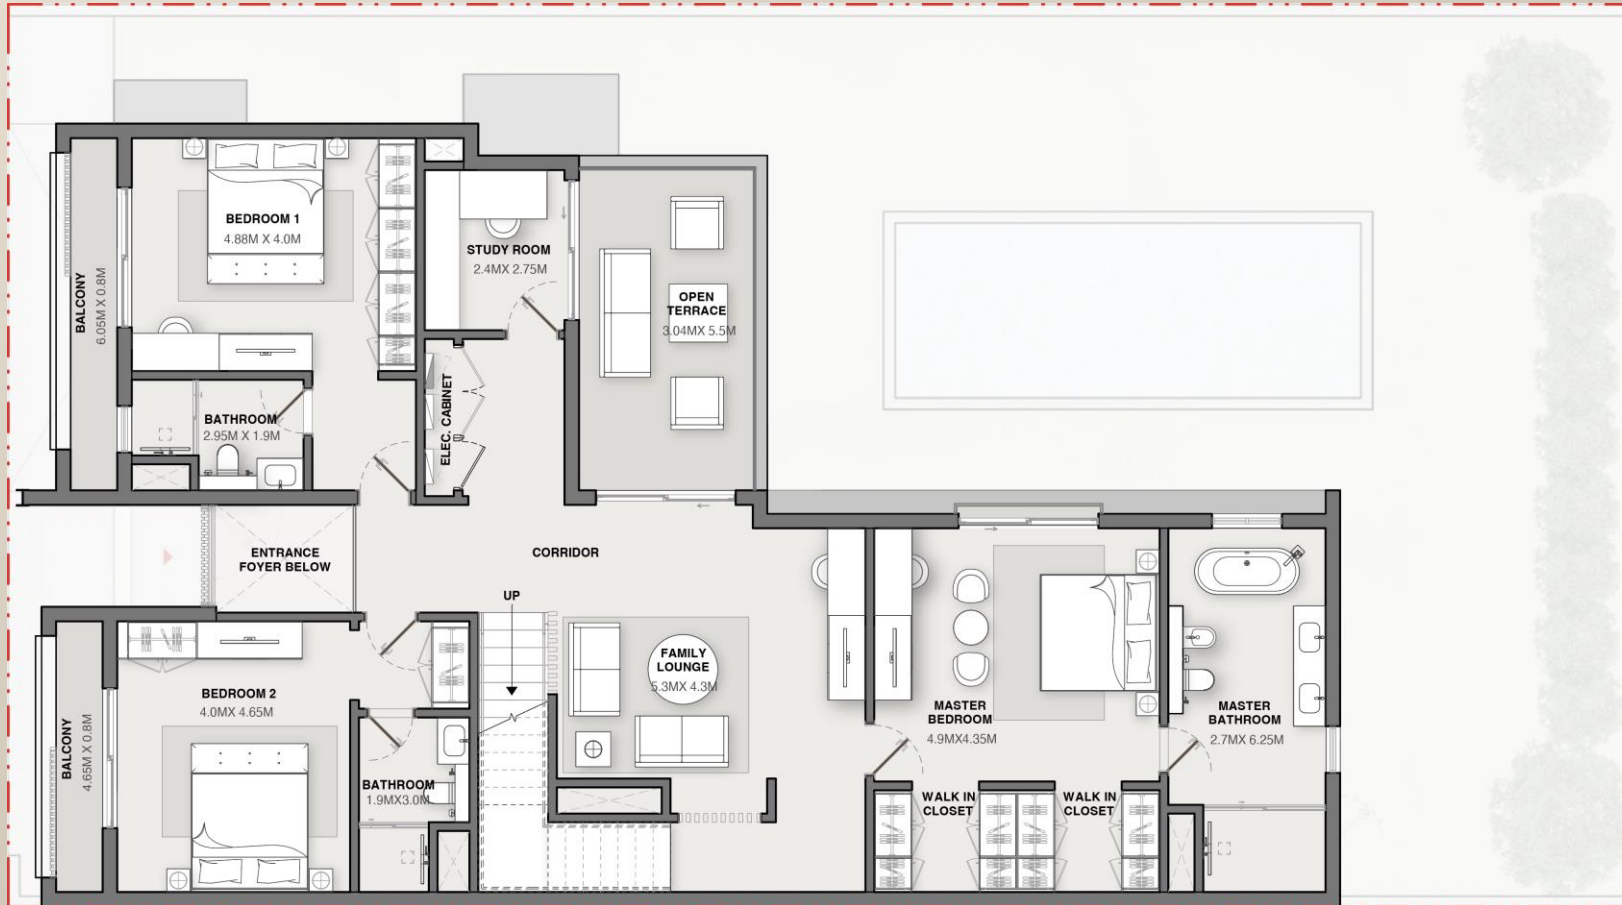 BEDROOM 1
4.88M X 4.0M
BALCONY
6.05M X 0.8M
STUDY ROOM
2.4MX 2.75M
OPEN
TERRACE
3.04MX 5.5M
ELEC. CABINET
BATHROOM
2.95M X 1.9M
ENTRANCE
FOYER BELOW
CORRIDOR
UP
FAMILY
LOUNGE
5.3MX 4.3M
BEDROOM 2
4.0MX 4.65M
BALCONY
4.65M X 0.8M
BATHROOM
1.9MX3.0M
MASTER
BEDROOM
4.9MX4.35M
MASTER
BATHROOM
2.7MX 6.25M
WALK IN
CLOSET
WALK IN
CLOSET